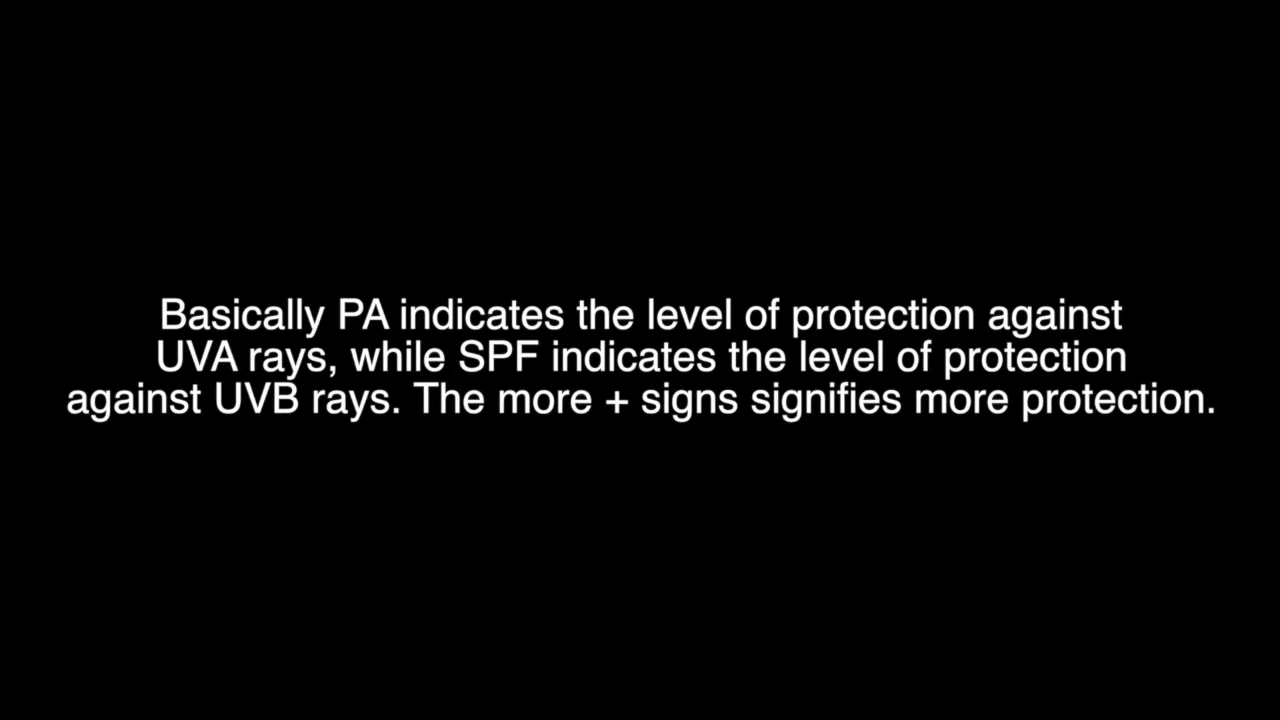 Basically PA indicates the level of protection against
UVA rays, while SPF indicates the level of protection
against UVB rays. The more + signs signifies more protection.